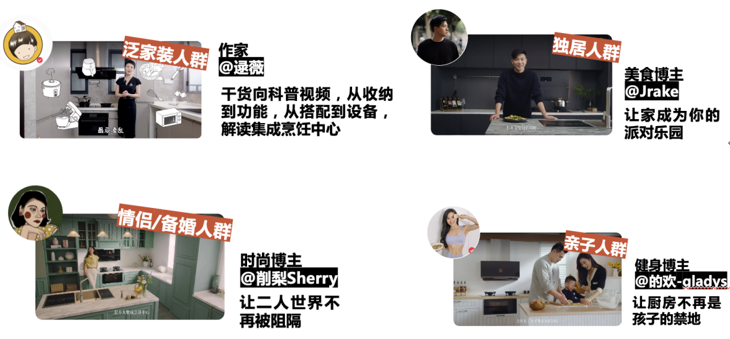 泛家装人群
作家
@逯薇
干货向科普视频，从收纳
到功能，从搭配到设备，
解读集成烹饪中心
独居人群
美食博主
@Jrake
让家成为你的
派对乐园
情侣/备婚人群
时尚博主
@削梨Sherry
让二人世界不
再被阻隔
亲子人群
健身博主
@的欢-gladys
让厨房不再是
孩子的禁地